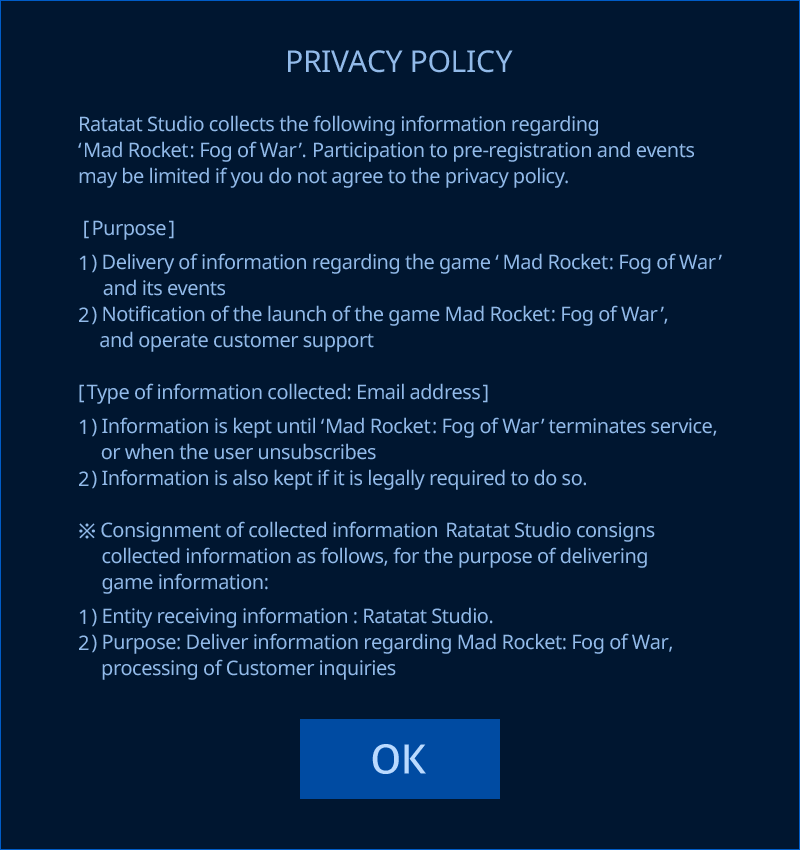 PRIVACY POLICY
Ratatat Studio collects the following information regarding
‘Mad Rocket: Fog of War’. Participation to pre-registration and events
may be limited if you do not agree to the privacy policy.
[Purpose]
1) Delivery of information regarding the game ‘ Mad Rocket: Fog of War’
and its events
2) Notification of the launch of the game Mad Rocket: Fog of War’,
and operate customer support
[Type of information collected: Email address]
1) Information is kept until ‘Mad Rocket: Fog of War’ terminates service,
or when the user unsubscribes
2) Information is also kept if it is legally required to do so.
※ Consignment of collected information Ratatat Studio consigns
collected information as follows, for the purpose of delivering
game information:
1) Entity receiving information : Ratatat Studio.
2) Purpose: Deliver information regarding Mad Rocket: Fog of War,
processing of Customer inquiries
OK